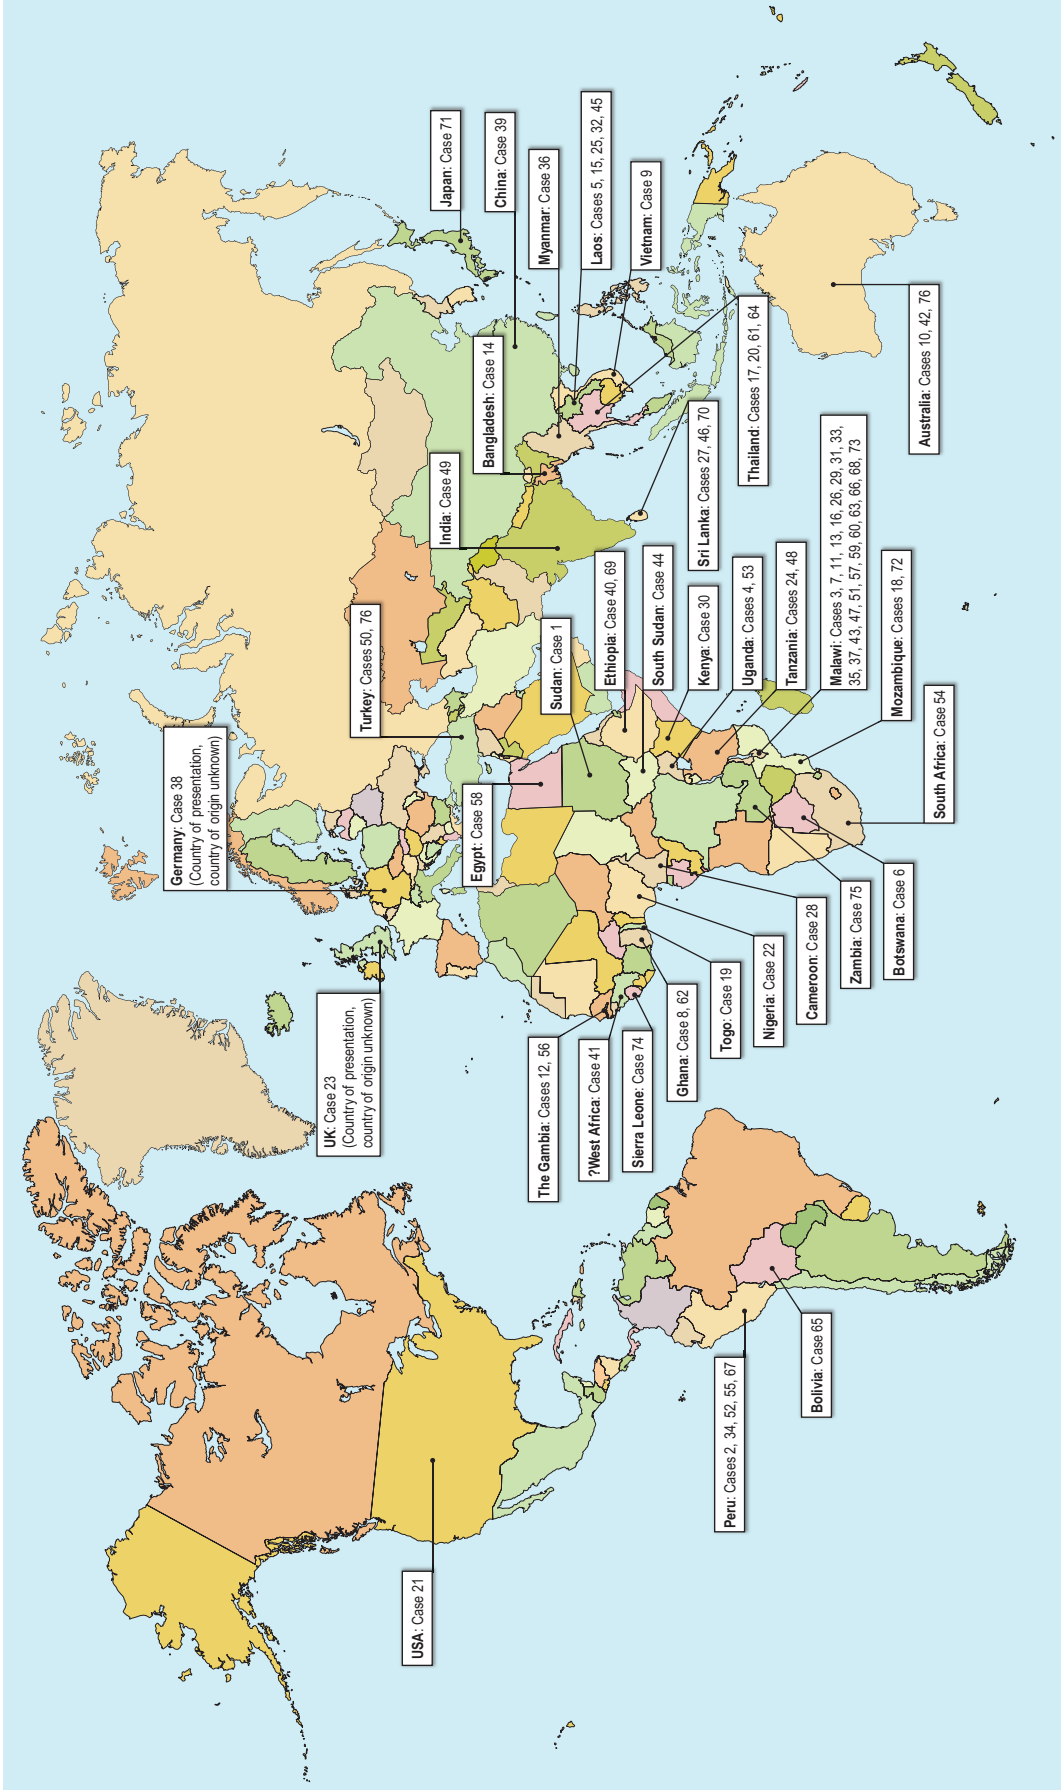 Germany: Case 38
(Country of presentation,
country of origin unknown)
UK: Case 23
(Country of presentation,
country of origin unknown)
Turkey: Cases 50, 76
USA: Case 21
Japan: Case 71
India: Case 49
Egypt: Case 58
Bangladesh: Case 14
China: Case 39
Myanmar: Case 36
Sudan: Case 1
The Gambia: Cases 12, 56
Laos: Cases 5, 15, 25, 32, 45
?West Africa: Case 41
Ethiopia: Case 40, 69
Sierra Leone: Case 74
Vietnam: Case 9
South Sudan: Case 44
Ghana: Case 8, 62
Kenya: Case 30
Sri Lanka: Cases 27, 46, 70
Togo: Case 19
Peru: Cases 2, 34, 52, 55, 67
Uganda: Cases 4, 53
Thailand: Cases 17, 20, 61, 64
Nigeria: Case 22
Tanzania: Cases 24, 48
Cameroon: Case 28
Bolivia: Case 65
Malawi: Cases 3, 7, 11, 13, 16, 26, 29, 31, 33,
35, 37, 43, 47, 51, 57, 59, 60, 63, 66, 68, 73
Zambia: Case 75
Botswana: Case 6
Mozambique: Cases 18, 72
South Africa: Case 54
Australia: Cases 10, 42, 76